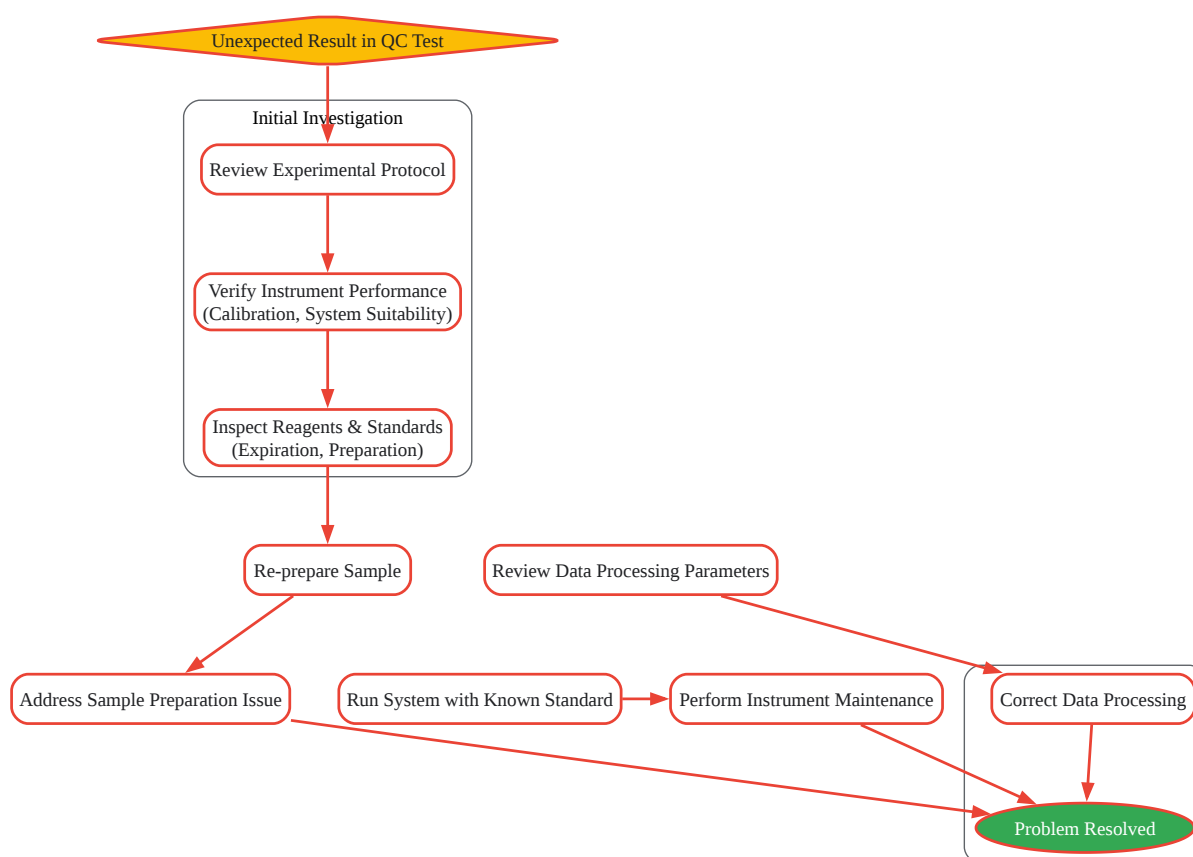 Unexpected Result in QC Test
Initial Investigation
Review Experimental Protocol
Verify Instrument Performance
(Calibration, System Suitability)
Inspect Reagents & Standards
(Expiration, Preparation)
Re-prepare Sample
Review Data Processing Parameters
Address Sample Preparation Issue
Run System with Known Standard
Perform Instrument Maintenance
Correct Data Processing
Problem Resolved